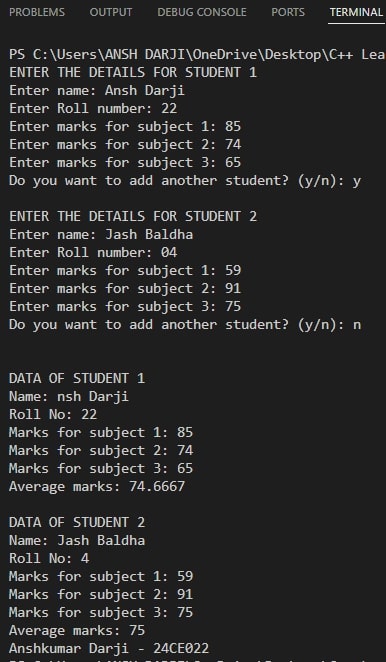 PROBLEMS OUTPUT DEBUG CONSOLE PORTS TERMINAL
PS C:\Users\ANSH DARJI\OneDrive\Desktop\C++ Lea
ENTER THE DETAILS FOR STUDENT 1
Enter name: Ansh Darji
Enter Roll number: 22
Enter marks for subject 1: 85
Enter marks for subject 2: 74
Enter marks for subject 3: 65
Do you want to add another student? (y/n): y
ENTER THE DETAILS FOR STUDENT 2
Enter name: Jash Baldha
Enter Roll number: 04
Enter marks for subject 1: 59
Enter marks for subject 2: 91
Enter marks for subject 3: 75
Do you want to add another student? (y/n): n
DATA OF STUDENT 1
Name: nsh Darji
Roll No: 22
Marks for subject 1: 85
Marks for subject 2: 74
Marks for subject 3: 65
Average marks: 74.6667
DATA OF STUDENT 2
Name: Jash Baldha
Roll No: 4
Marks for subject 1: 59
Marks for subject 2: 91
Marks for subject 3: 75
Average marks: 75
Anshkumar Darji - 24CE022